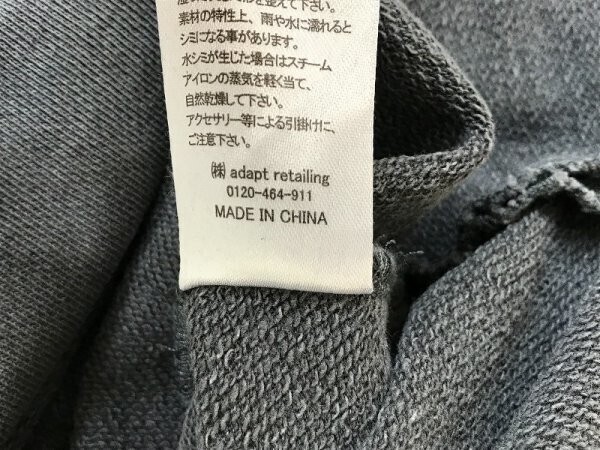 形を整えて下さい。
素材の特性上、雨や水に濡れると
シミになる事があります。
水シミが生じた場合はスチーム
アイロンの蒸気を軽く当て、
自然乾燥して下さい。
アクセサリー等による引掛けに、
ご注意下さい。
㈱ adapt retailing
0120-464-911
MADE IN CHINA